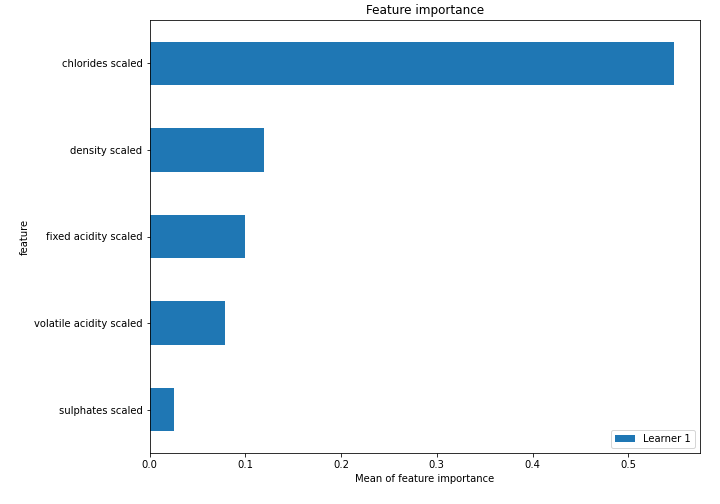 Feature importance
chlorides scaled
density scaled
fixed acidity scaled
volatile acidity scaled
sulphates scaled
feature
0.0 0.1 0.2 0.3 0.4 0.5
Mean of feature importance
Learner 1